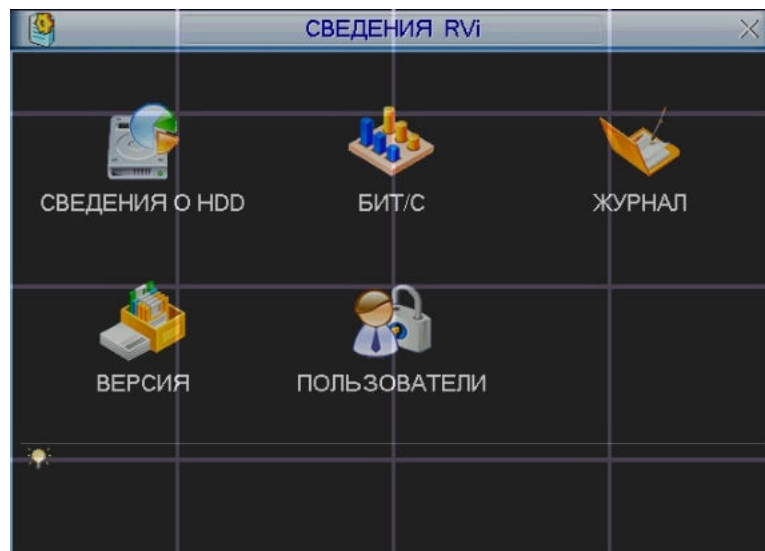 СВЕДЕНИЯ RVi
СВЕДЕНИЯ О HDD
БИТ/С
ЖУРНАЛ
ВЕРСИЯ
ПОЛЬЗОВАТЕЛИ